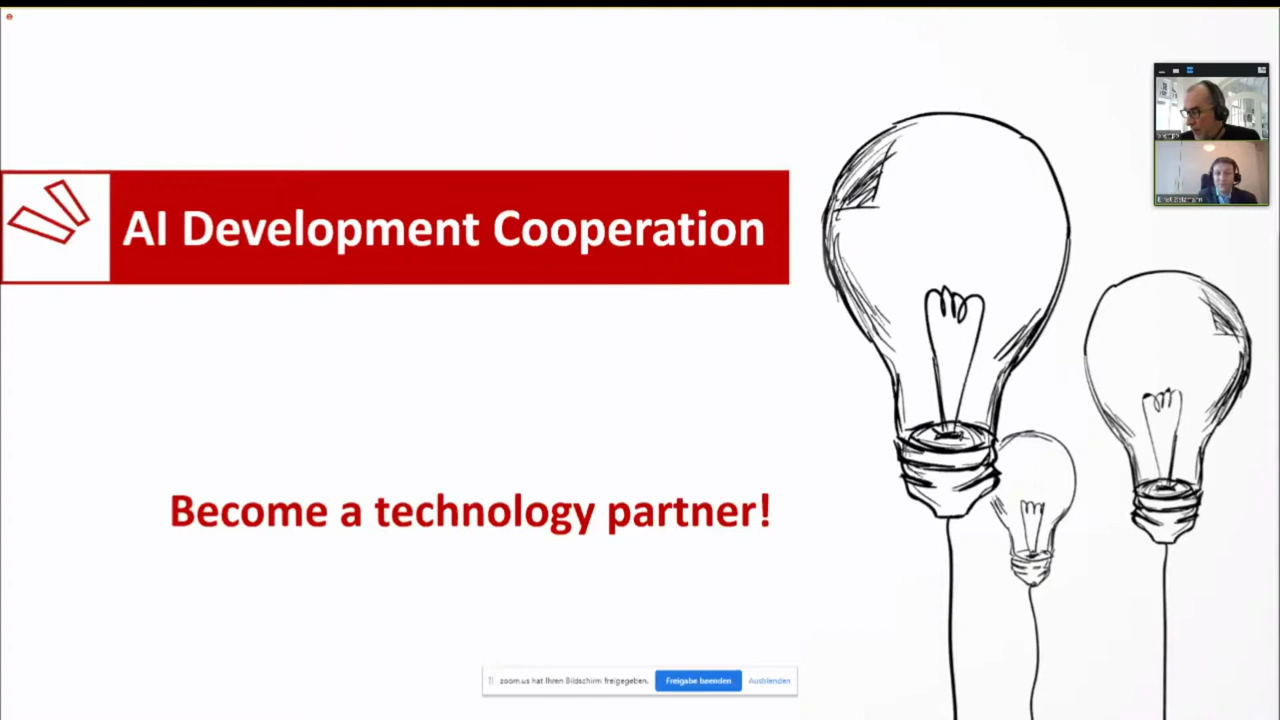 AI Development Cooperation
Become a technology partner!
zoom.us hat Ihren Bildschirm freigegeben.
Freigabe beenden
Ausblenden